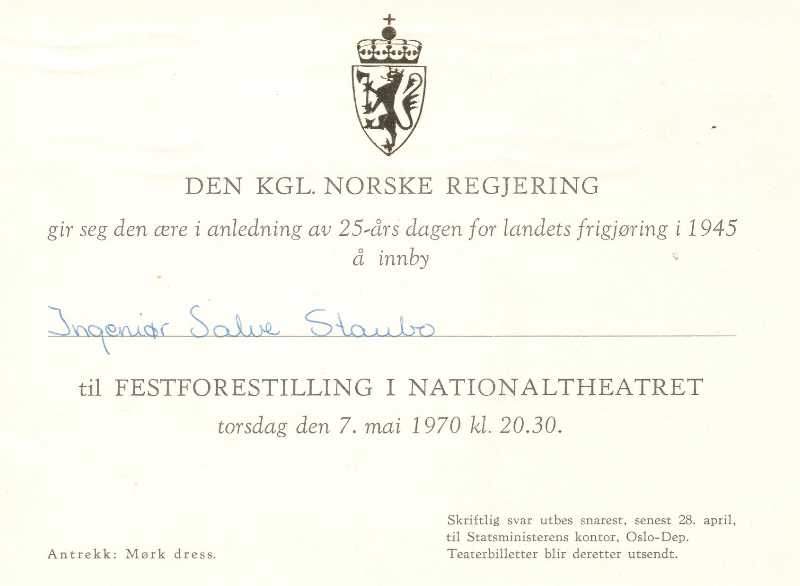 DEN KGL. NORSKE REGJERING
gir seg den ære i anledning av 25-års dagen for landets frigjøring i 1945
å innby
Ingeniør Salve Staubo
til FESTFORESTILLING I NATIONALTHEATRET
torsdag den 7. mai 1970 kl. 20.30.
Antrekk: Mørk dress.
Skriftlig svar utbes snarest, senest 28. april,
til Statsministerens kontor, Oslo-Dep.
Teaterbilletter blir deretter utsendt.